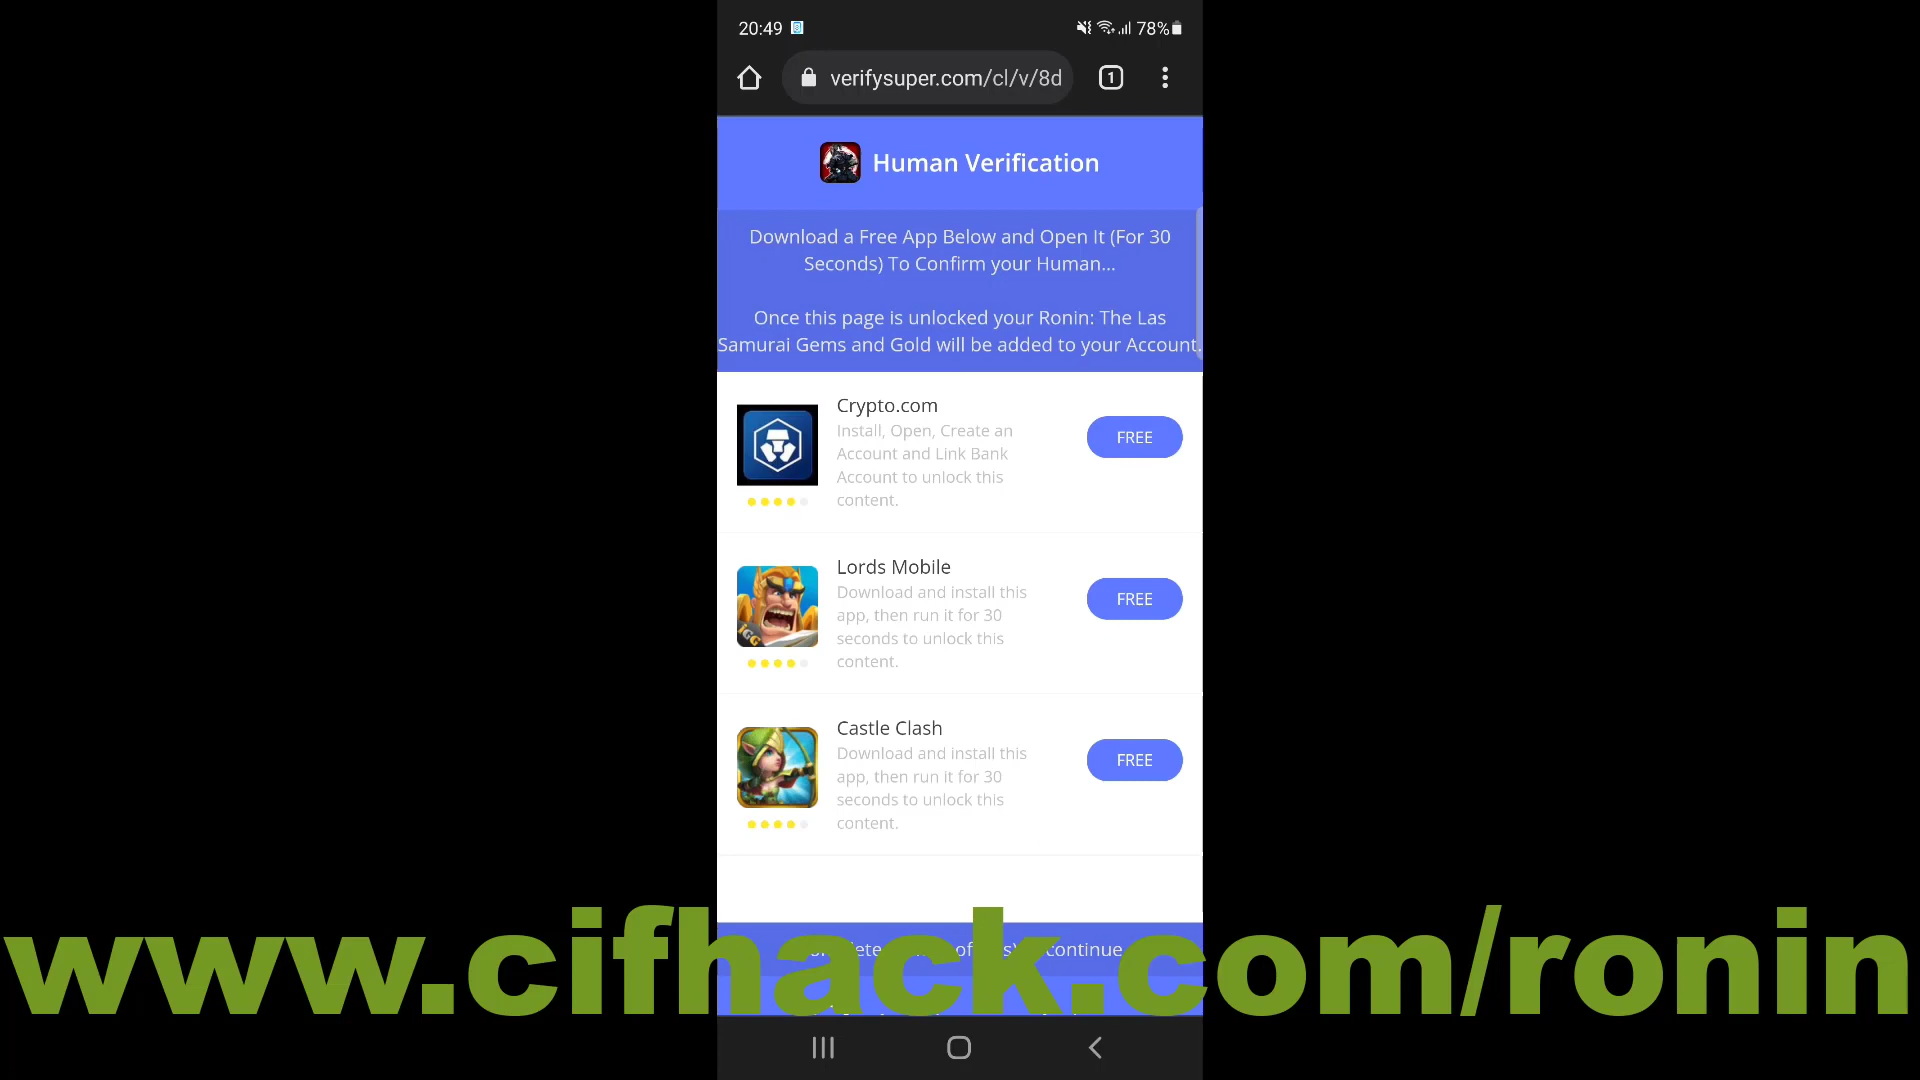 20:49
78%
verifysuper.com/cl/v/8d
1
Human Verification
Download a Free App Below and Open It (For 30
Seconds) To Confirm your Human...
Once this page is unlocked your Ronin: The Las
Samurai Gems and Gold will be added to your Account.
Crypto.com
Install, Open, Create an
Account and Link Bank
Account to unlock this
content.
FREE
Lords Mobile
Download and install this
app, then run it for 30
seconds to unlock this
content.
FREE
IGG
Castle Clash
Download and install this
app, then run it for 30
seconds to unlock this
content.
FREE
continue
www.cifhack.com/ronin